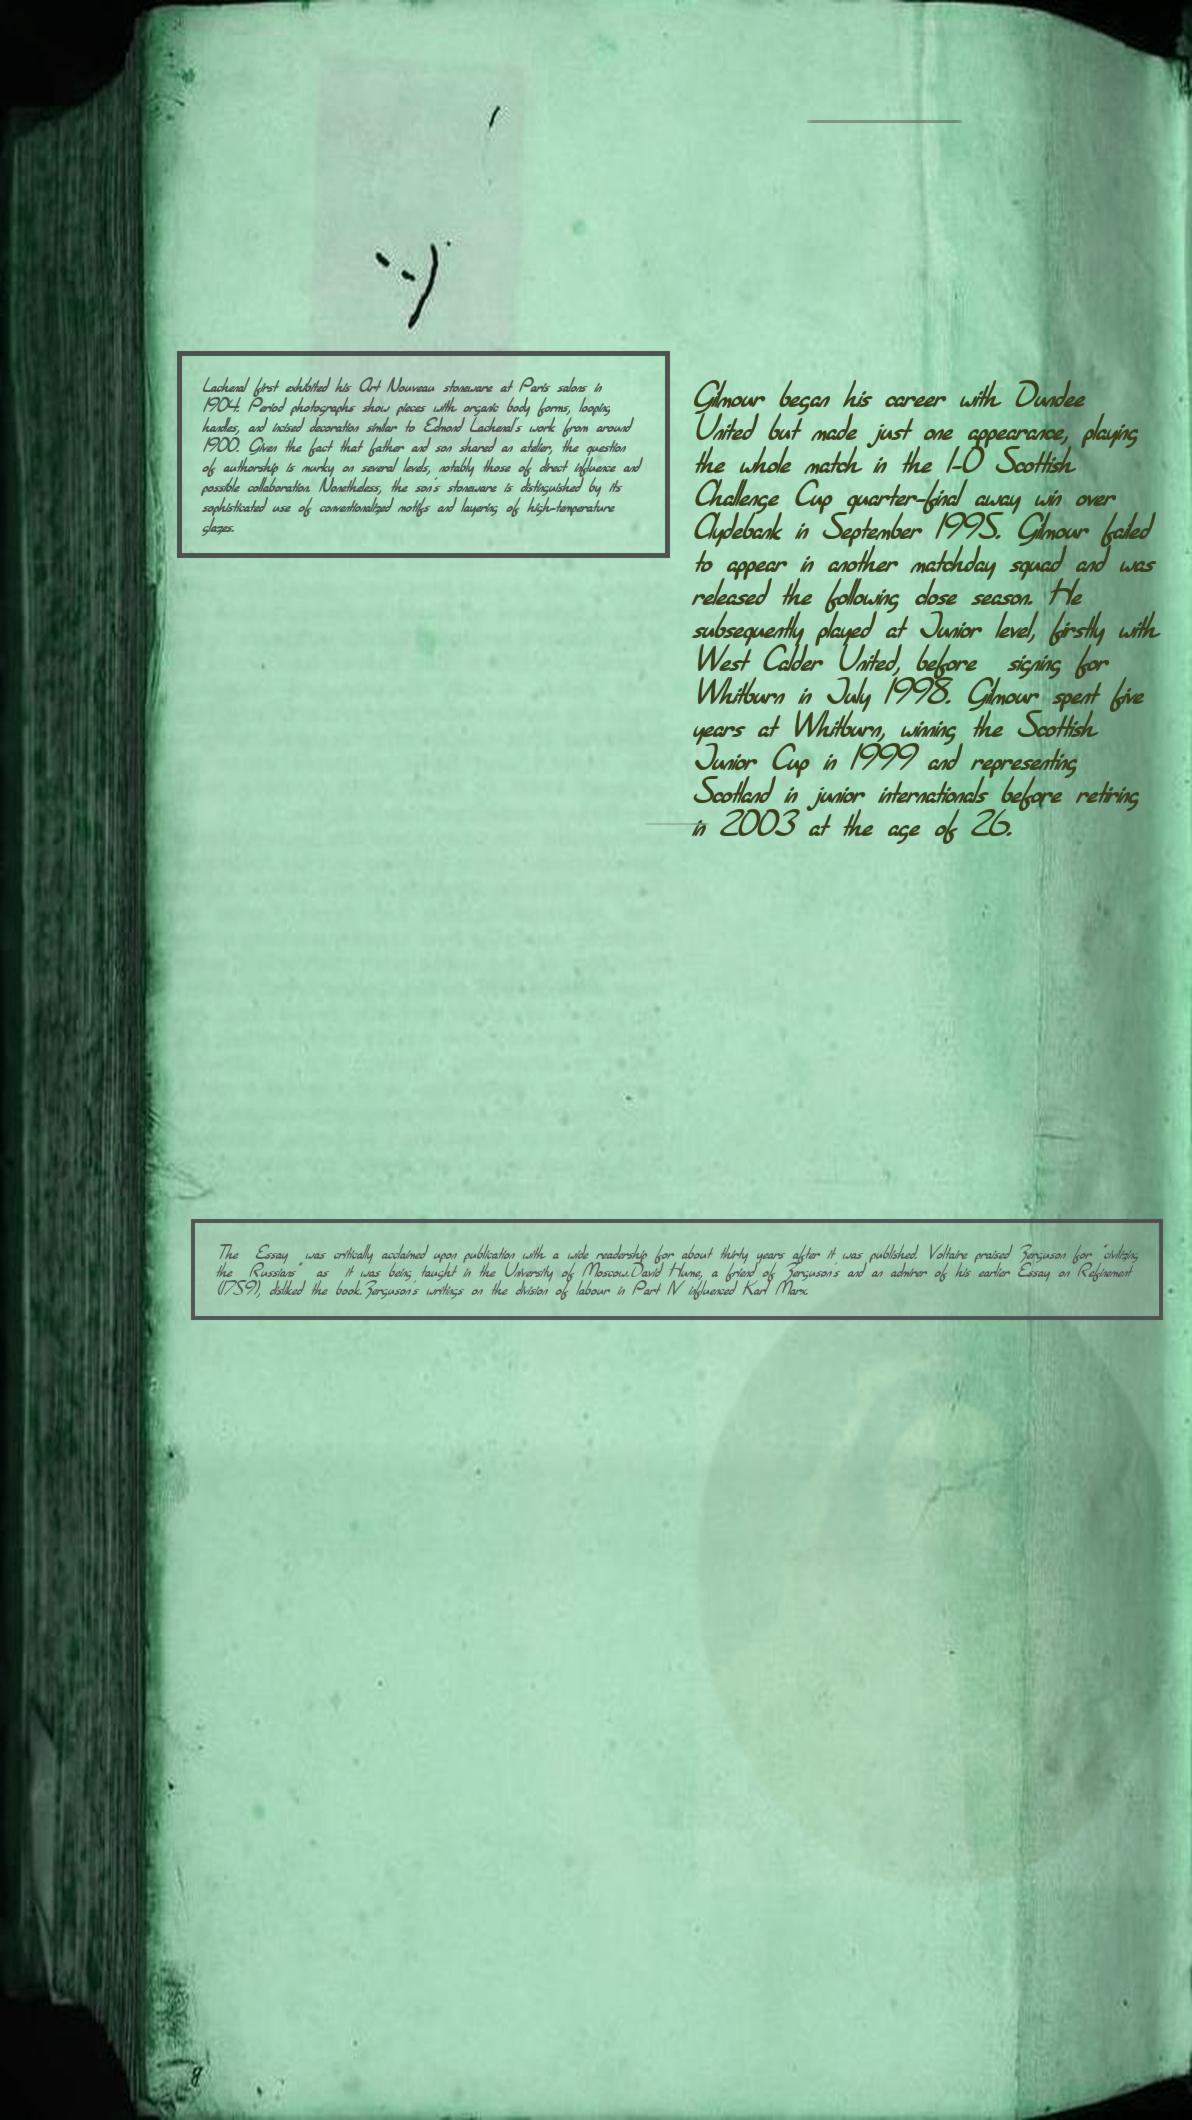 Lachenal first exhibited his Art Nouveau stoneware at Paris salons in
1904. Period photographs show pieces with organic body forms, looping
handles, and incised decoration similar to Edmond Lachenal's work from around
1900. Given the fact that father and son shared an atelier, the question
of authorship is murky on several levels, notably those of direct influence and
possible collaboration. Nonetheless, the son's stoneware is distinguished by its
sophisticated use of conventionalized motifs and layering of high-temperature
glazes.
Gilmour began his career with Dundee
United but made just one appearance, playing
the whole match in the 1-0 Scottish
Challenge Cup quarter-final away win over
Clydebank in September 1995. Gilmour failed
to appear in another matchday squad and was
released the following close season. He
subsequently played at Junior level, firstly with
West Calder United, before signing for
Whitburn in July 1998. Gilmour spent five
years at Whitburn, winning the Scottish
Junior Cup in 1999 and representing
Scotland in junior internationals before retiring
in 2003 at the age of 26.
The Essay was critically acclaimed upon publication with a wide readership for about thirty years after it was published. Voltaire praised Ferguson for "civilizing
the Russians" as it was being taught in the University of Moscow.David Hume, a friend of Ferguson's and an admirer of his earlier Essay on Refinement
(1759), disliked the book.Ferguson's writings on the division of labour in Part IV influenced Karl Marx.